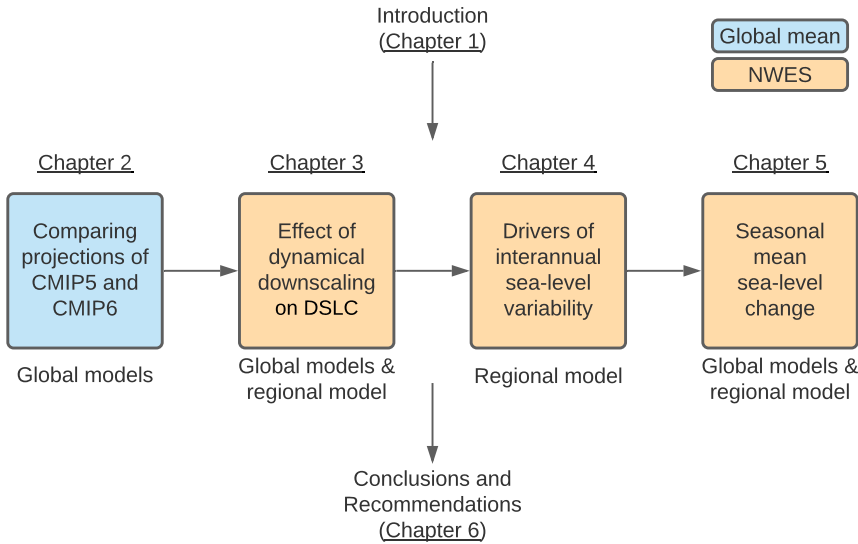 Introduction
(Chapter 1)
Global mean
NWES
Chapter 2
Comparing
projections of
CMIP5 and
CMIP6
Global models
Chapter 3
Effect of
dynamical
downscaling
on DSLC
Global models &
regional model
Chapter 4
Drivers of
interannual
sea-level
variability
Regional model
Chapter 5
Seasonal
mean
sea-level
change
Global models &
regional model
Conclusions and
Recommendations
(Chapter 6)